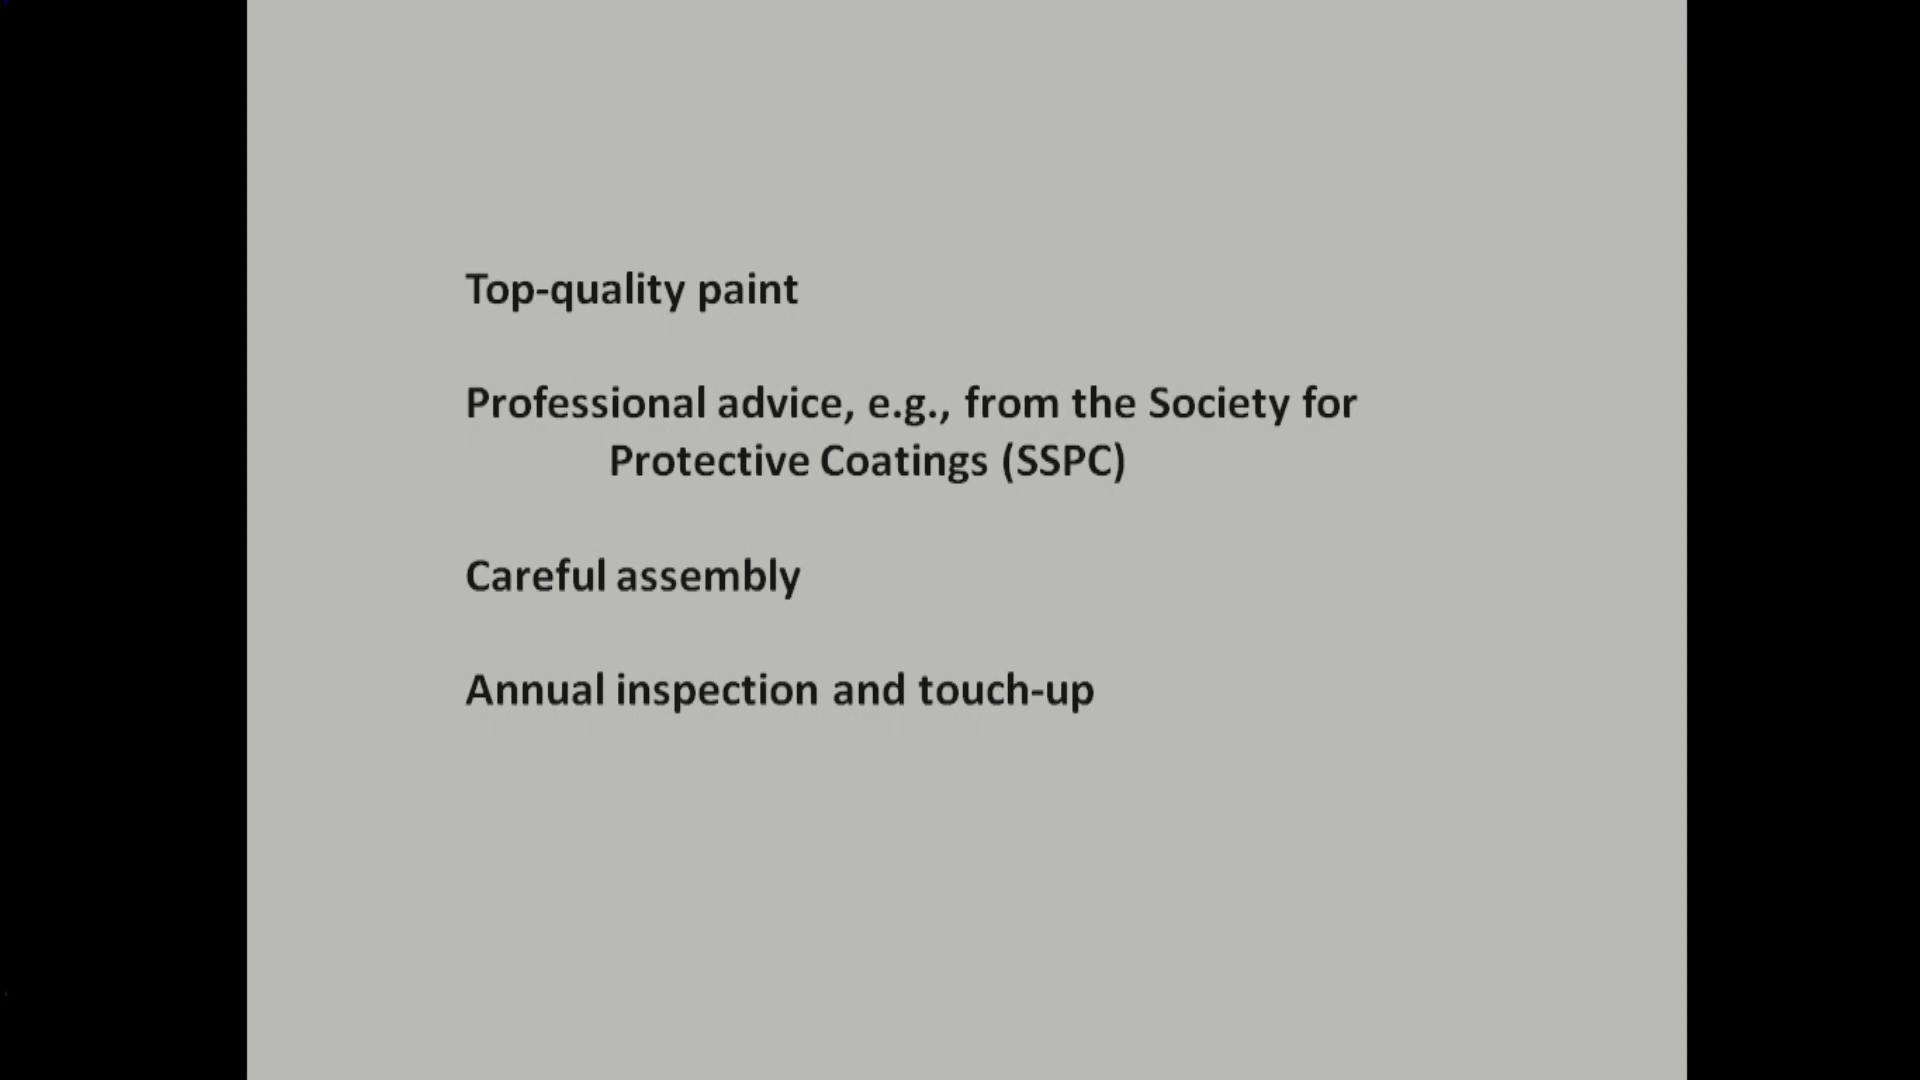 Top-quality paint
Professional advice, e.g., from the Society for
Protective Coatings (SSPC)
Careful assembly
Annual inspection and touch-up